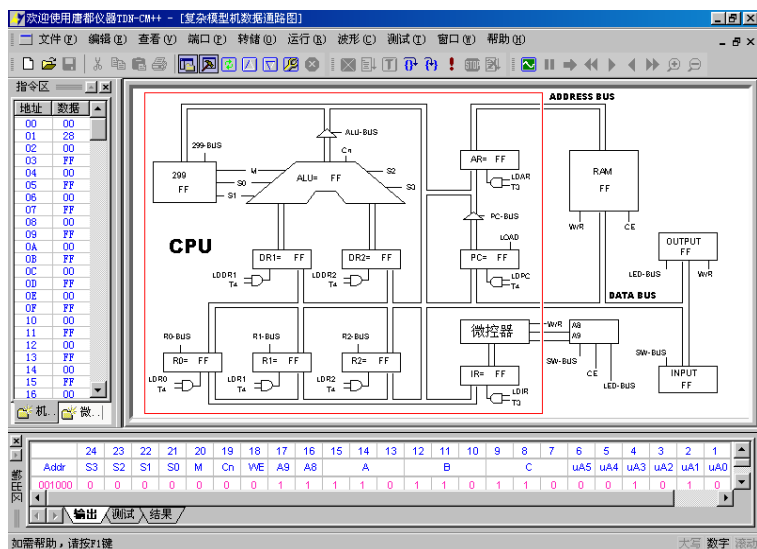 欢迎使用唐都仪器TDN-CM++ - [复杂模型机数据通路图]
文件(F) 编辑(E) 查看(V) 端口(P) 转储(D) 运行(R) 波形(C) 测试(T) 窗口(W) 帮助(H)
指令区
地址 数据
00 00
01 28
02 00
03 FF
04 00
05 FF
06 00
07 FF
08 00
09 FF
0A 00
0B FF
0C 00
0D FF
0E 00
0F FF
10 00
11 FF
12 00
13 FF
14 00
15 FF
16 00
机.. 微..
ADDRESS BUS
ALU-BUS
299-BUS
Cn
299
FF
M
S0
S1
ALU= FF
S2
S3
AR= FF
LDAR
T3
RAM
FF
W/R
CE
PC-BUS
LOAD
CPU
DR1= FF
DR2= FF
PC= FF
OUTPUT
FF
LDDR1
T4
LDDR2
T4
LDPC
T4
LED-BUS
W/R
DATA BUS
R0-BUS
R1-BUS
R2-BUS
微控器
W/R
A8
A9
R0= FF
R1= FF
R2= FF
SW-BUS
CE
LED-BUS
SW-BUS
LDR0
T4
LDR1
T4
LDR2
T4
IR= FF
LDIR
T3
INPUT
FF
24 23 22 21 20 19 18 17 16 15 14 13 12 11 10 9 8 7 6 5 4 3 2 1
Addr S3 S2 S1 S0 M Cn WE A9 A8 A B C uA5 uA4 uA3 uA2 uA1 uA0
001000 0 0 0 0 0 0 0 1 1 1 1 0 1 1 0 1 1 0 0 0 1 0 1 0
输出 测试 结果
如需帮助，请按F1键
大写 数字 滚动